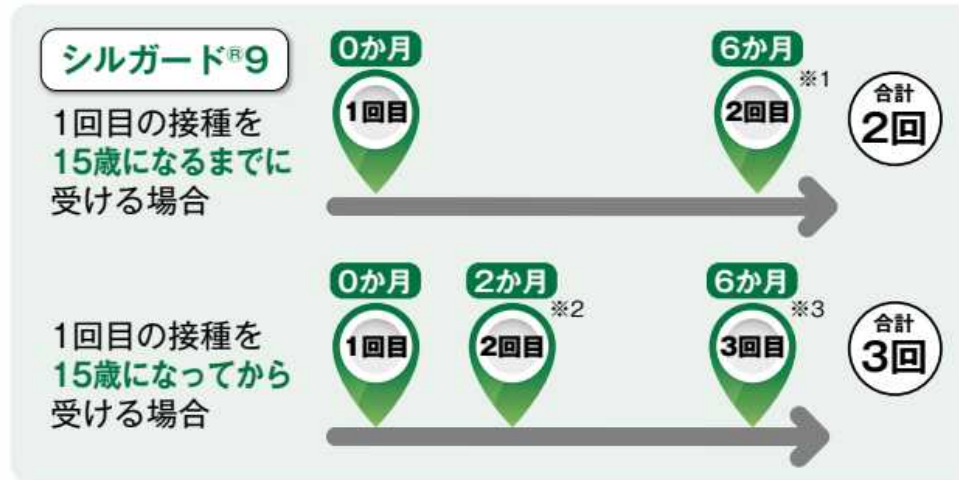 シルガード®9
1回目の接種を
15歳になるまでに
受ける場合
0か月
1回目
6か月
※1
2回目
合計
2回
1回目の接種を
15歳になってから
受ける場合
0か月
1回目
2か月
※2
2回目
6か月
※3
3回目
合計
3回